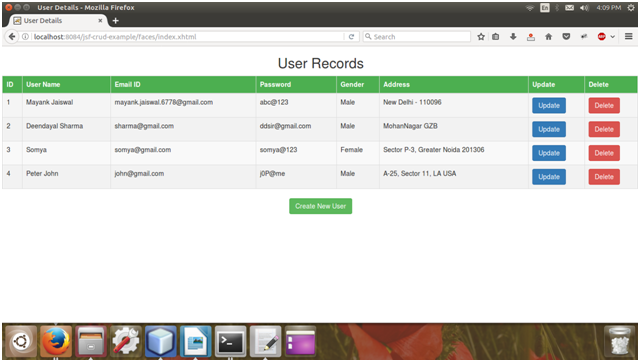 User Details - Mozilla Firefox
En
4:09 PM
User Details
localhost:8084/jsf-crud-example/faces/index.xhtml
Search
ABP
User Records
ID User Name Email ID Password Gender Address Update Delete
1 Mayank Jaiswal mayank.jaiswal.6778@gmail.com abc@123 Male New Delhi - 110096 Update Delete
2 Deendayal Sharma sharma@gmail.com ddsir@gmail.com Male MohanNagar GZB Update Delete
3 Somya somya@gmail.com somya@123 Female Sector P-3, Greater Noida 201306 Update Delete
4 Peter John john@gmail.com j0P@me Male A-25, Sector 11, LA USA Update Delete
Create New User